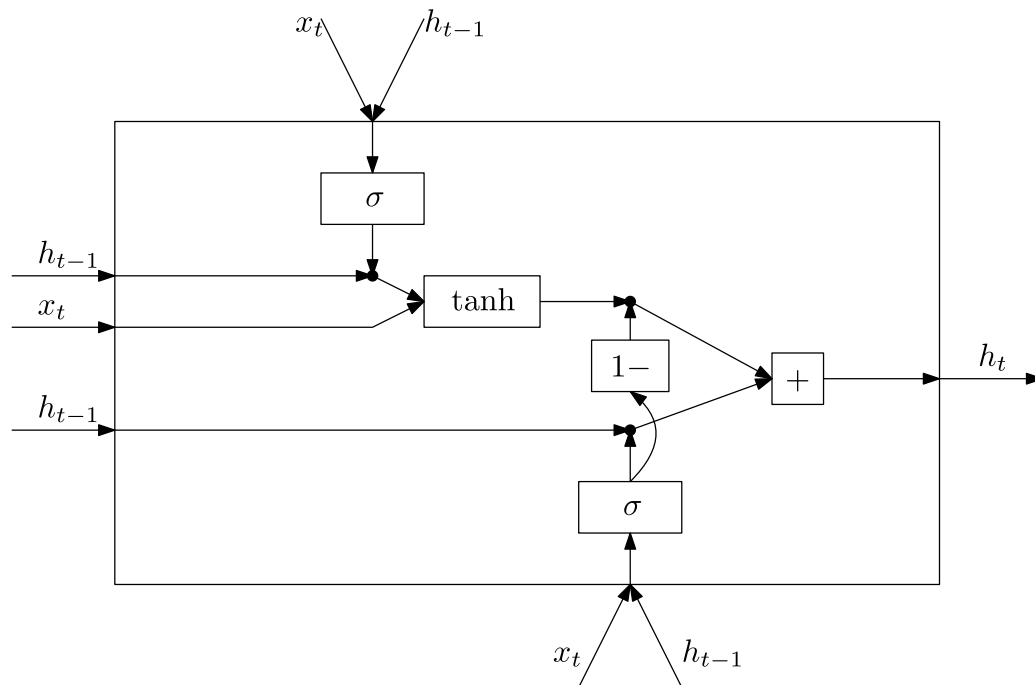 x_t h_{t-1}
σ
h_{t-1}
x_t
tanh
1−
h_t
+
h_{t-1}
σ
x_t h_{t-1}